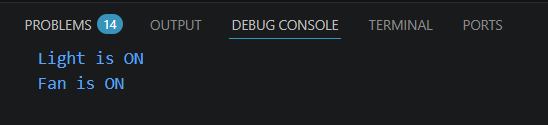 PROBLEMS 14 OUTPUT DEBUG CONSOLE TERMINAL PORTS
Light is ON
Fan is ON